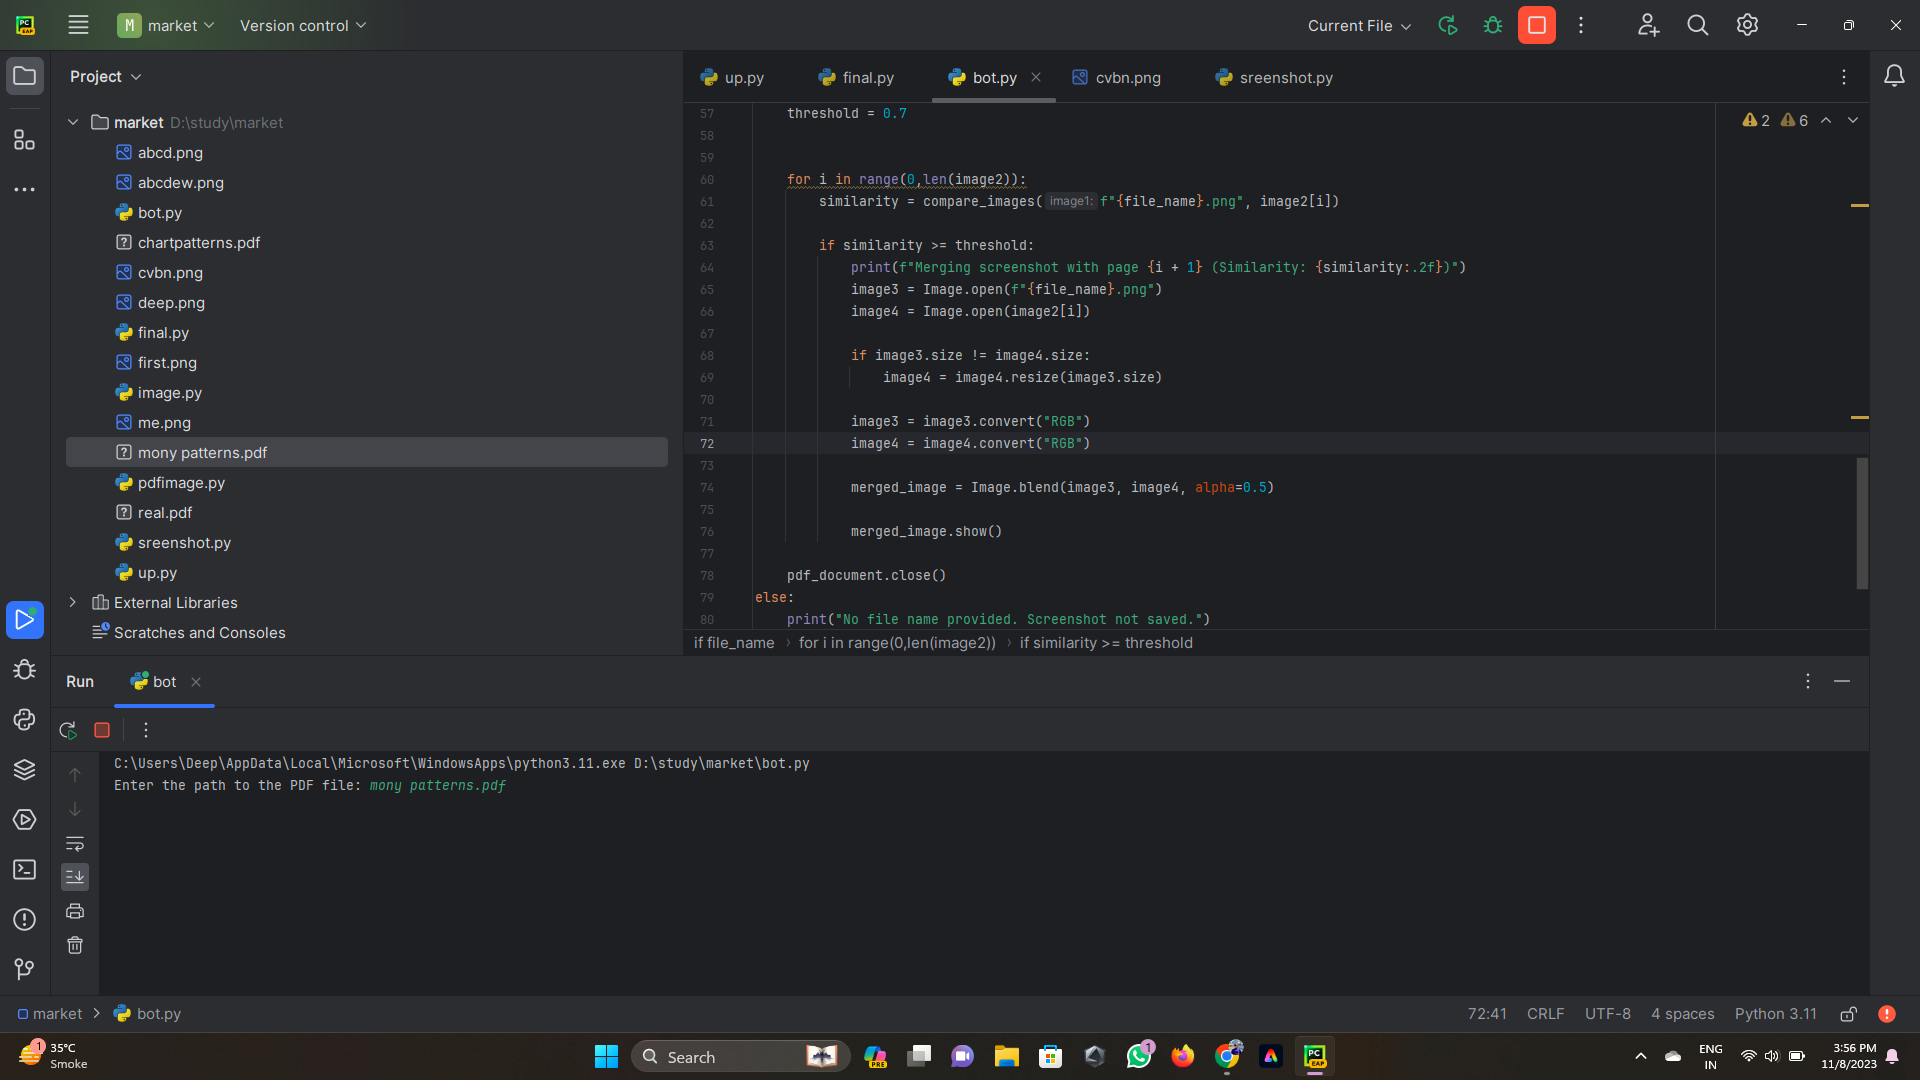 M market Version control Current File
Project
market D:\study\market
abcd.png
abcdew.png
bot.py
chartpatterns.pdf
cvbn.png
deep.png
final.py
first.png
image.py
me.png
mony patterns.pdf
pdfimage.py
real.pdf
sreenshot.py
up.py
External Libraries
Scratches and Consoles
up.py final.py bot.py cvbn.png sreenshot.py
2 6
57 threshold = 0.7
58
59
60 for i in range(0,len(image2)):
61 similarity = compare_images( image1: f"{file_name}.png", image2[i])
62
63 if similarity >= threshold:
64 print(f"Merging screenshot with page {i + 1} (Similarity: {similarity:.2f})")
65 image3 = Image.open(f"{file_name}.png")
66 image4 = Image.open(image2[i])
67
68 if image3.size != image4.size:
69 image4 = image4.resize(image3.size)
70
71 image3 = image3.convert("RGB")
72 image4 = image4.convert("RGB")
73
74 merged_image = Image.blend(image3, image4, alpha=0.5)
75
76 merged_image.show()
77
78 pdf_document.close()
79 else:
80 print("No file name provided. Screenshot not saved.")
if file_name › for i in range(0,len(image2)) › if similarity >= threshold
Run bot
C:\Users\Deep\AppData\Local\Microsoft\WindowsApps\python3.11.exe D:\study\market\bot.py
Enter the path to the PDF file: mony patterns.pdf
market > bot.py 72:41 CRLF UTF-8 4 spaces Python 3.11
1 35°C
Smoke
Search
PRE
1
PC
EAP
ENG
IN
3:56 PM
11/8/2023